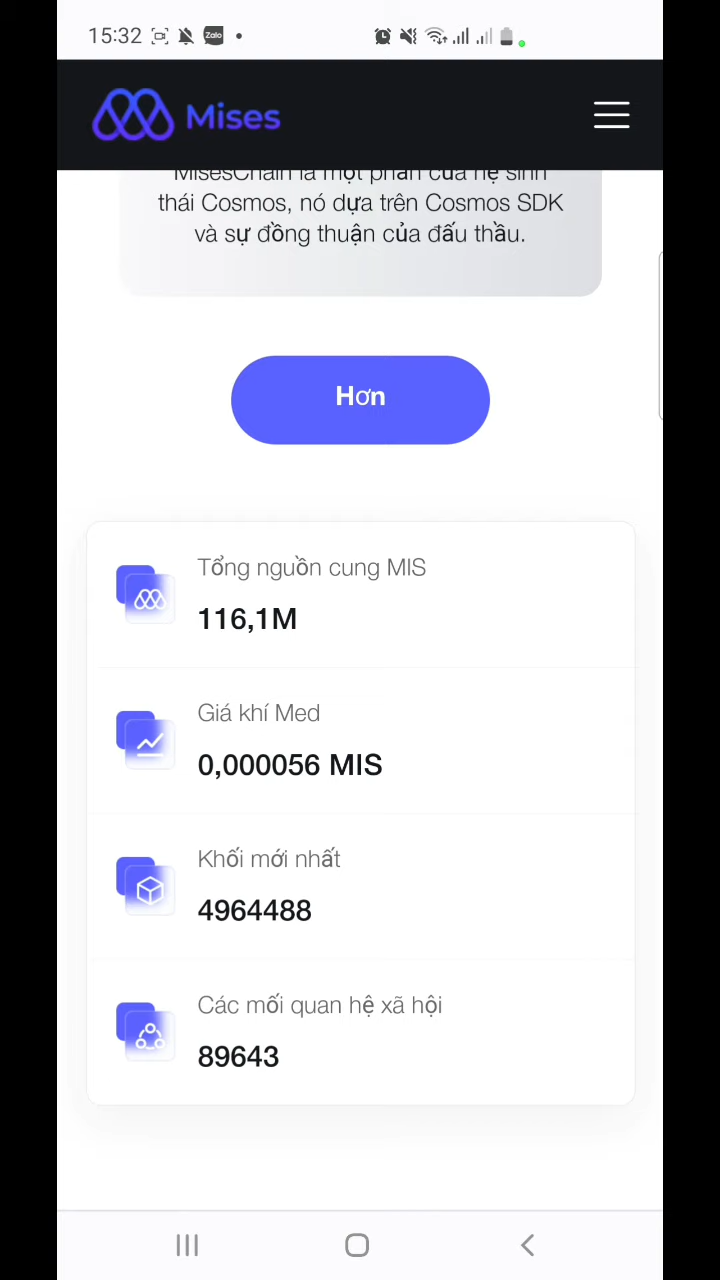 15:32
Zalo
Mises
MisesChain là một phần của hệ sinh
thái Cosmos, nó dựa trên Cosmos SDK
và sự đồng thuận của đấu thầu.
Hơn
Tổng nguồn cung MIS
116,1M
Giá khí Med
0,000056 MIS
Khối mới nhất
4964488
Các mối quan hệ xã hội
89643